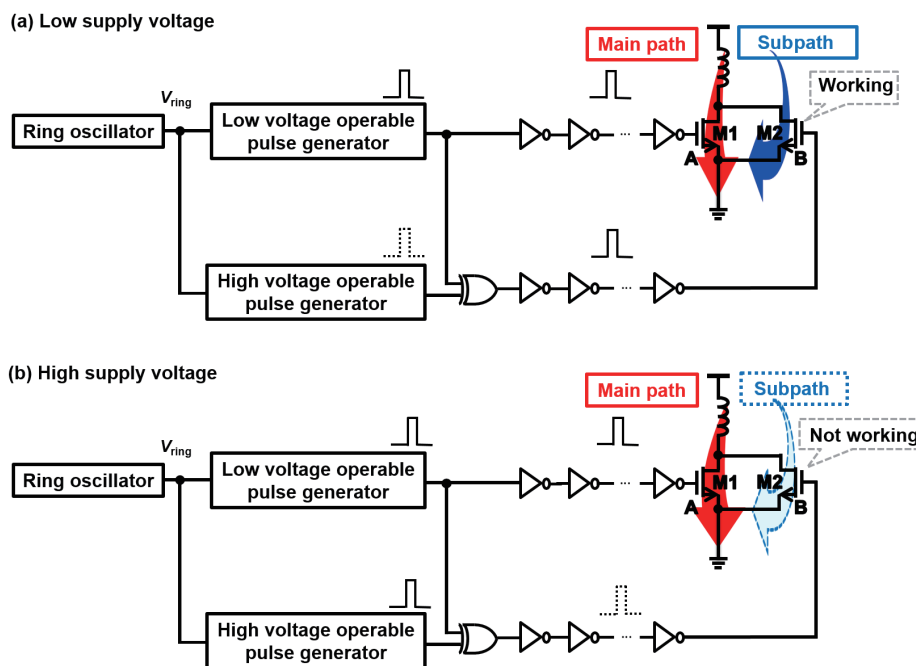 (a) Low supply voltage
Main path
Subpath
Working
Vring
Ring oscillator
Low voltage operable
pulse generator
...
M1
M2
A
B
High voltage operable
pulse generator
...
(b) High supply voltage
Main path
Subpath
Not working
Vring
Ring oscillator
Low voltage operable
pulse generator
...
M1
M2
A
B
High voltage operable
pulse generator
...